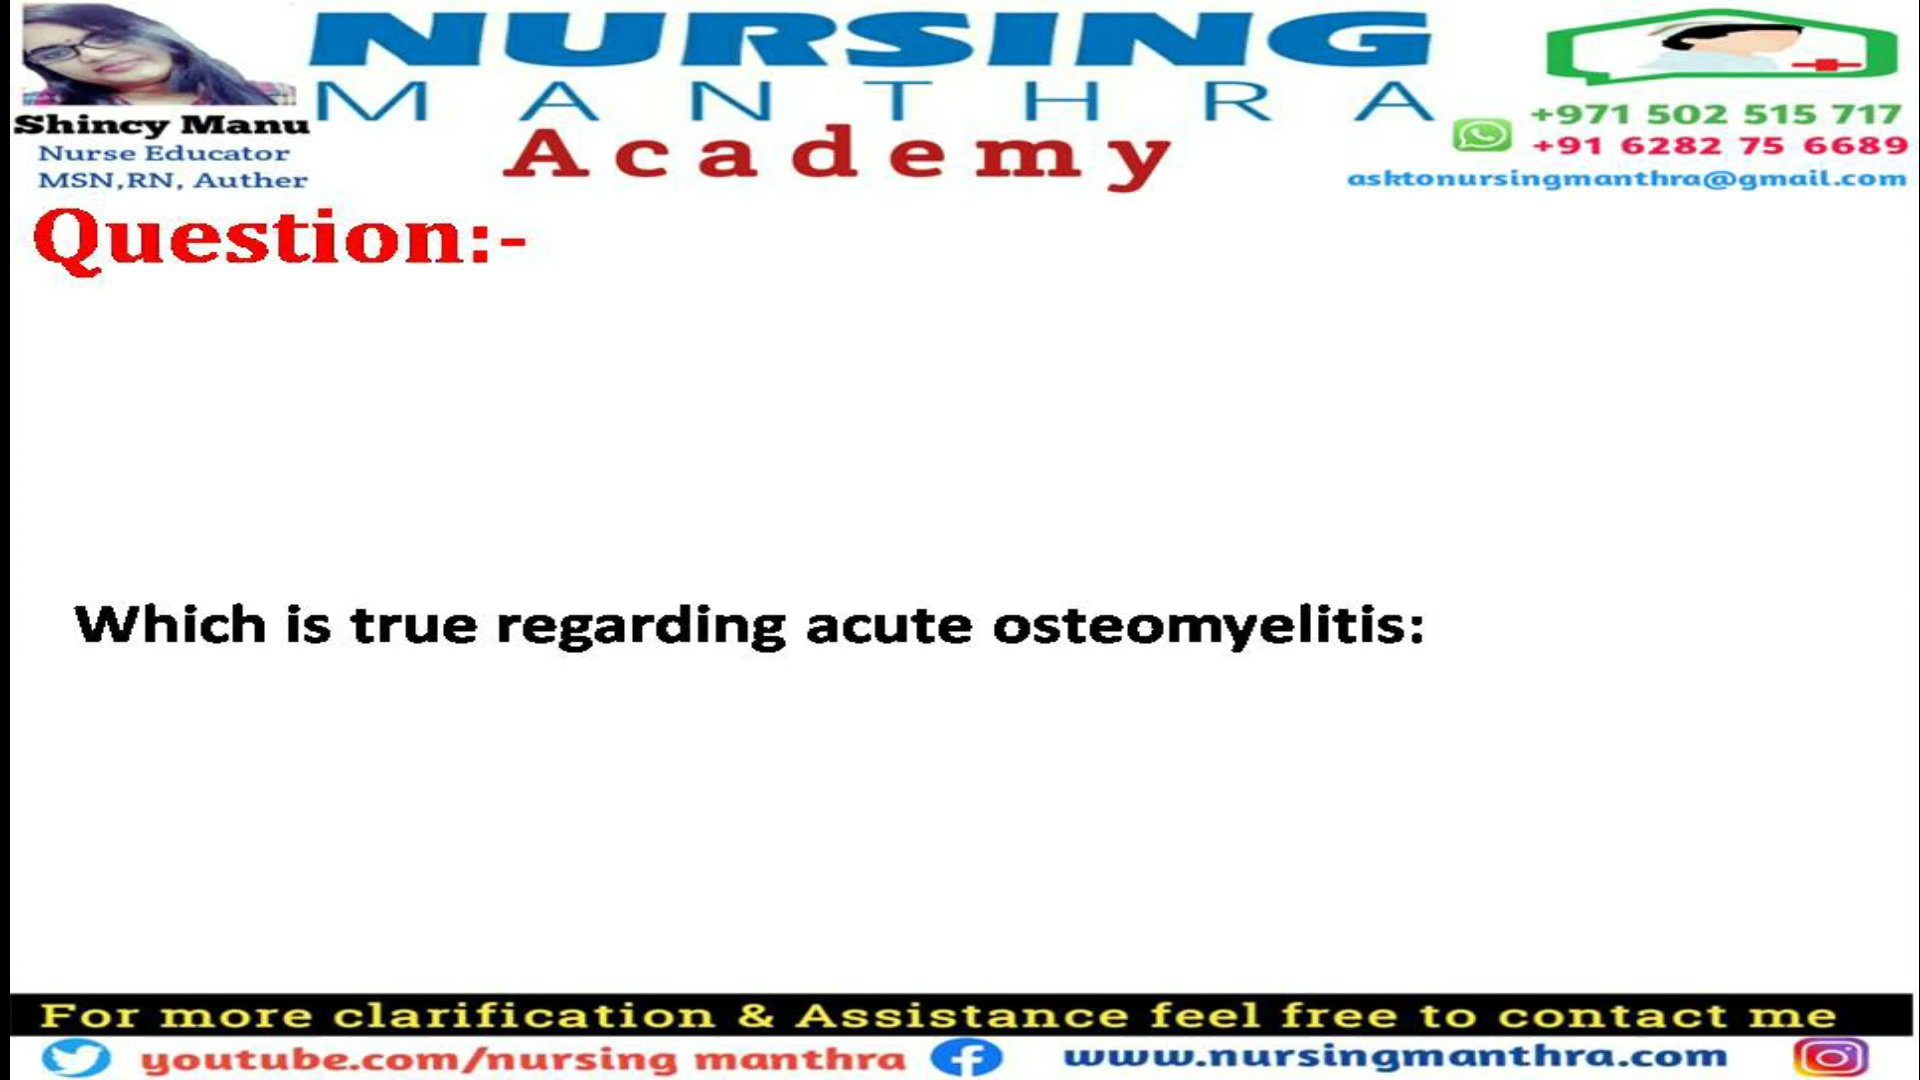 NURSING
MANTHRA
Academy
Shincy Manu
Nurse Educator
MSN,RN, Auther
+971 502 515 717
+91 6282 75 6689
asktonursingmanthra@gmail.com
Question:-
Which is true regarding acute osteomyelitis:
For more clarification & Assistance feel free to contact me
youtube.com/nursing manthra
www.nursingmanthra.com